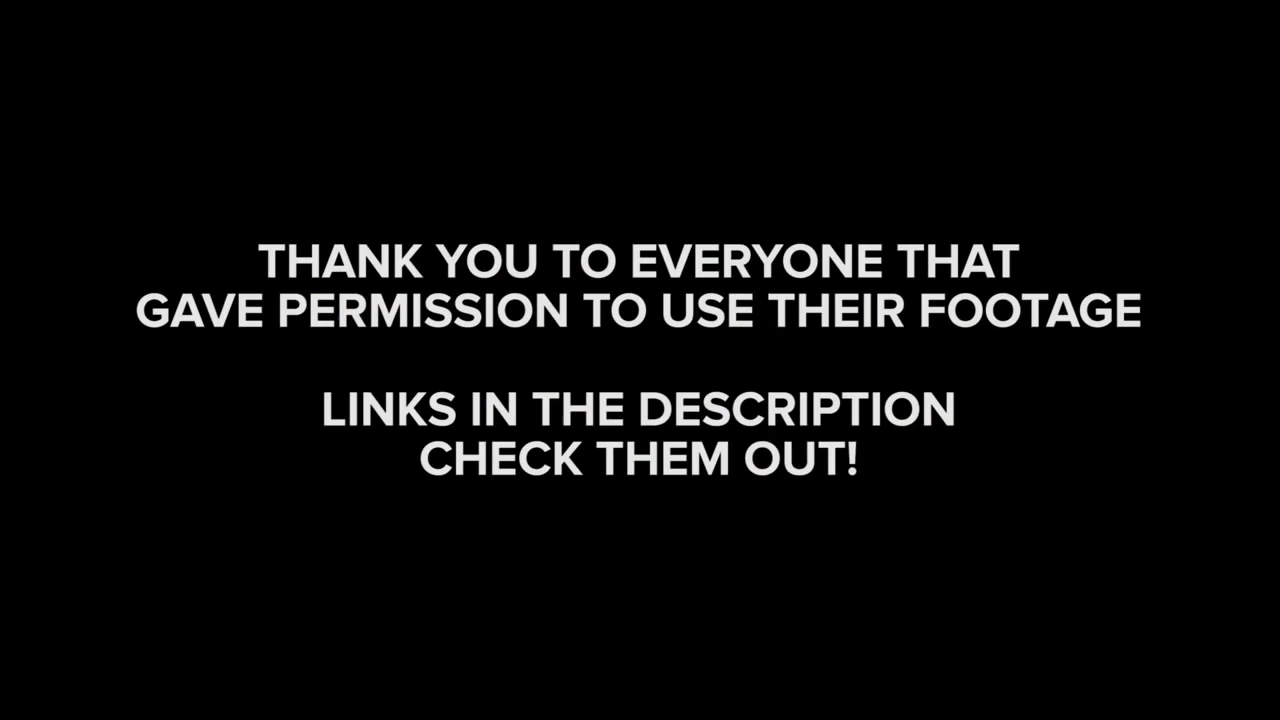 THANK YOU TO EVERYONE THAT
GAVE PERMISSION TO USE THEIR FOOTAGE
LINKS IN THE DESCRIPTION
CHECK THEM OUT!